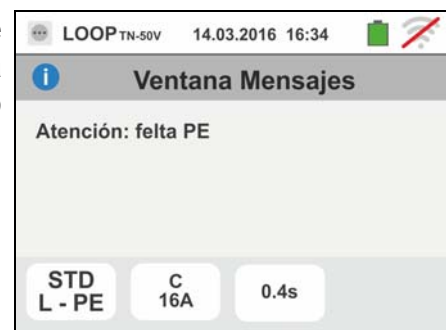 LOOP TN-50V 14.03.2016 16:34
Ventana Mensajes
Atención: felta PE
STD C 0.4s
L - PE 16A